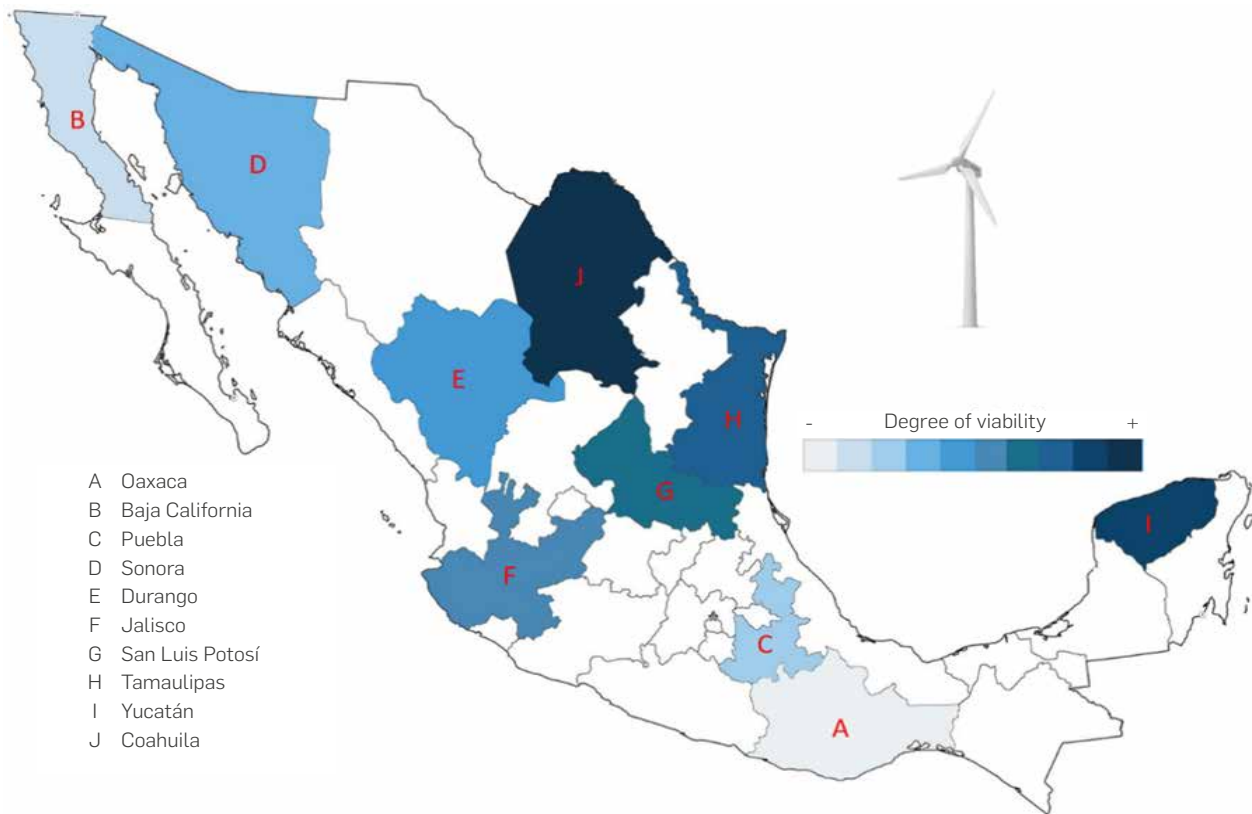 B
D
J
E
H
- Degree of viability +
G
I
F
C
A
A Oaxaca
B Baja California
C Puebla
D Sonora
E Durango
F Jalisco
G San Luis Potosí
H Tamaulipas
I Yucatán
J Coahuila